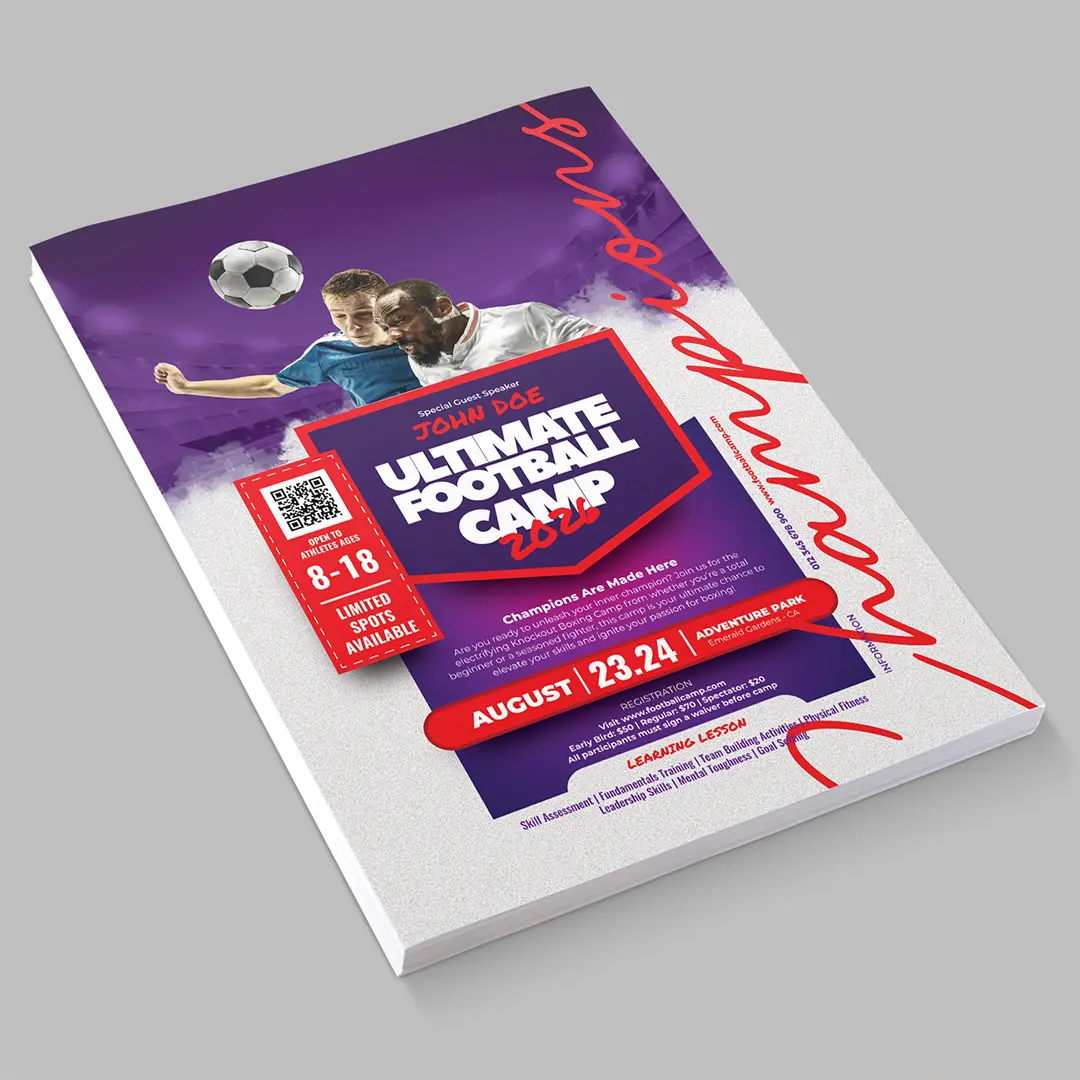 Championship
Special Guest Speaker
JOHN DOE
ULTIMATE
FOOTBALL
CAMP
2026
OPEN TO
ATHLETES AGES
8-18
LIMITED
SPOTS
AVAILABLE
Champions Are Made Here
Are you ready to unleash your inner champion? Join us for the
electrifying Knockout Boxing Camp from whether you're a total
beginner or a seasoned fighter, this camp is your ultimate chance to
elevate your skills and ignite your passion for boxing!
AUGUST | 23.24 | ADVENTURE PARK
Emerald Gardens - CA
REGISTRATION
Visit www.footballcamp.com
Early Bird: $50 | Regular: $70 | Spectator: $20
All participants must sign a waiver before camp
LEARNING LESSON
Skill Assessment | Fundamentals Training | Team Building Activities | Physical Fitness
Leadership Skills | Mental Toughness | Goal Setting
INFORMATION
012 345 678 900 www.footballcamp.com